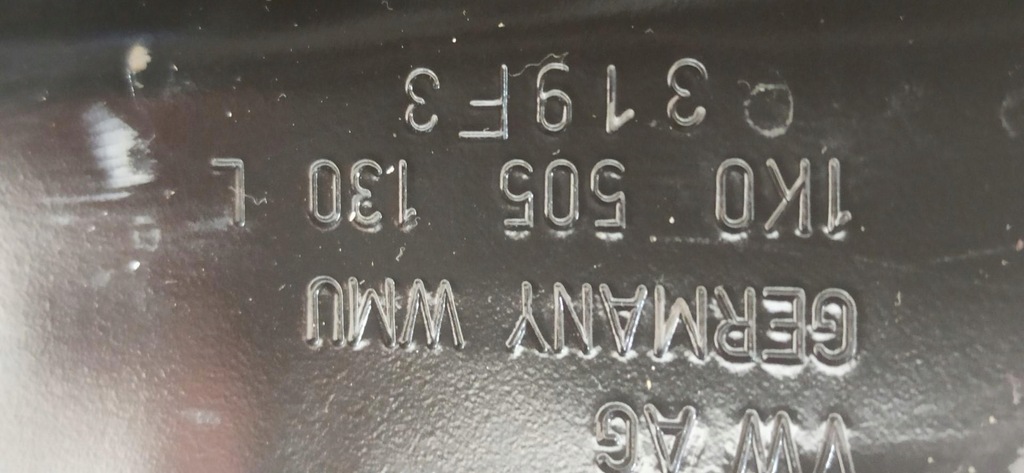 VW AG
GERMANY WMU
1K0 505 130 L
319F3